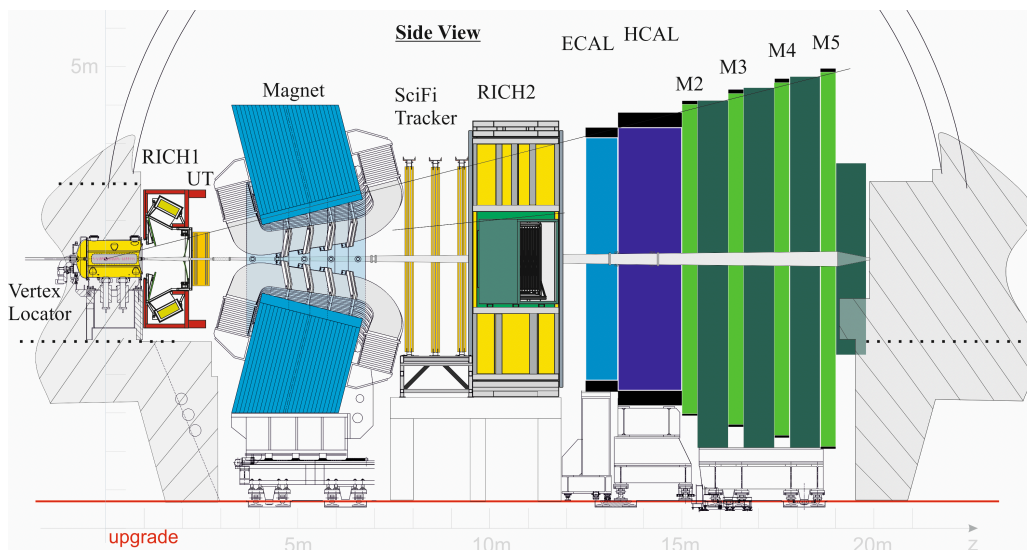 Side View
ECAL
HCAL
M5
M4
M3
M2
5m
Magnet
SciFi
Tracker
RICH2
RICH1
UT
Vertex
Locator
upgrade
5m
10m
15m
20m
z